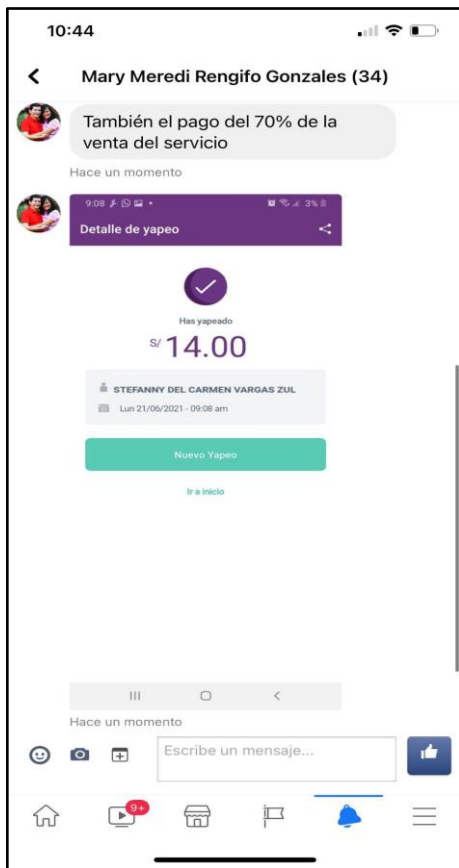 10:44
Mary Meredi Rengifo Gonzales (34)
También el pago del 70% de la
venta del servicio
Hace un momento
9:08
3%
Detalle de yapeo
Has yapeado
S/ 14.00
STEFANNY DEL CARMEN VARGAS ZUL
Lun 21/06/2021 - 09:08 am
Nuevo Yapeo
Ir a inicio
Hace un momento
Escribe un mensaje...
9+